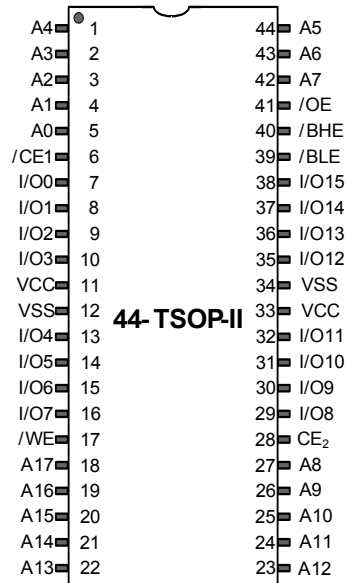 A4 1 44 A5
A3 2 43 A6
A2 3 42 A7
A1 4 41 /OE
A0 5 40 /BHE
/CE1 6 39 /BLE
I/O0 7 38 I/O15
I/O1 8 37 I/O14
I/O2 9 36 I/O13
I/O3 10 35 I/O12
VCC 11 34 VSS
VSS 12 33 VCC
44-TSOP-II
I/O4 13 32 I/O11
I/O5 14 31 I/O10
I/O6 15 30 I/O9
I/O7 16 29 I/O8
/WE 17 28 CE₂
A17 18 27 A8
A16 19 26 A9
A15 20 25 A10
A14 21 24 A11
A13 22 23 A12